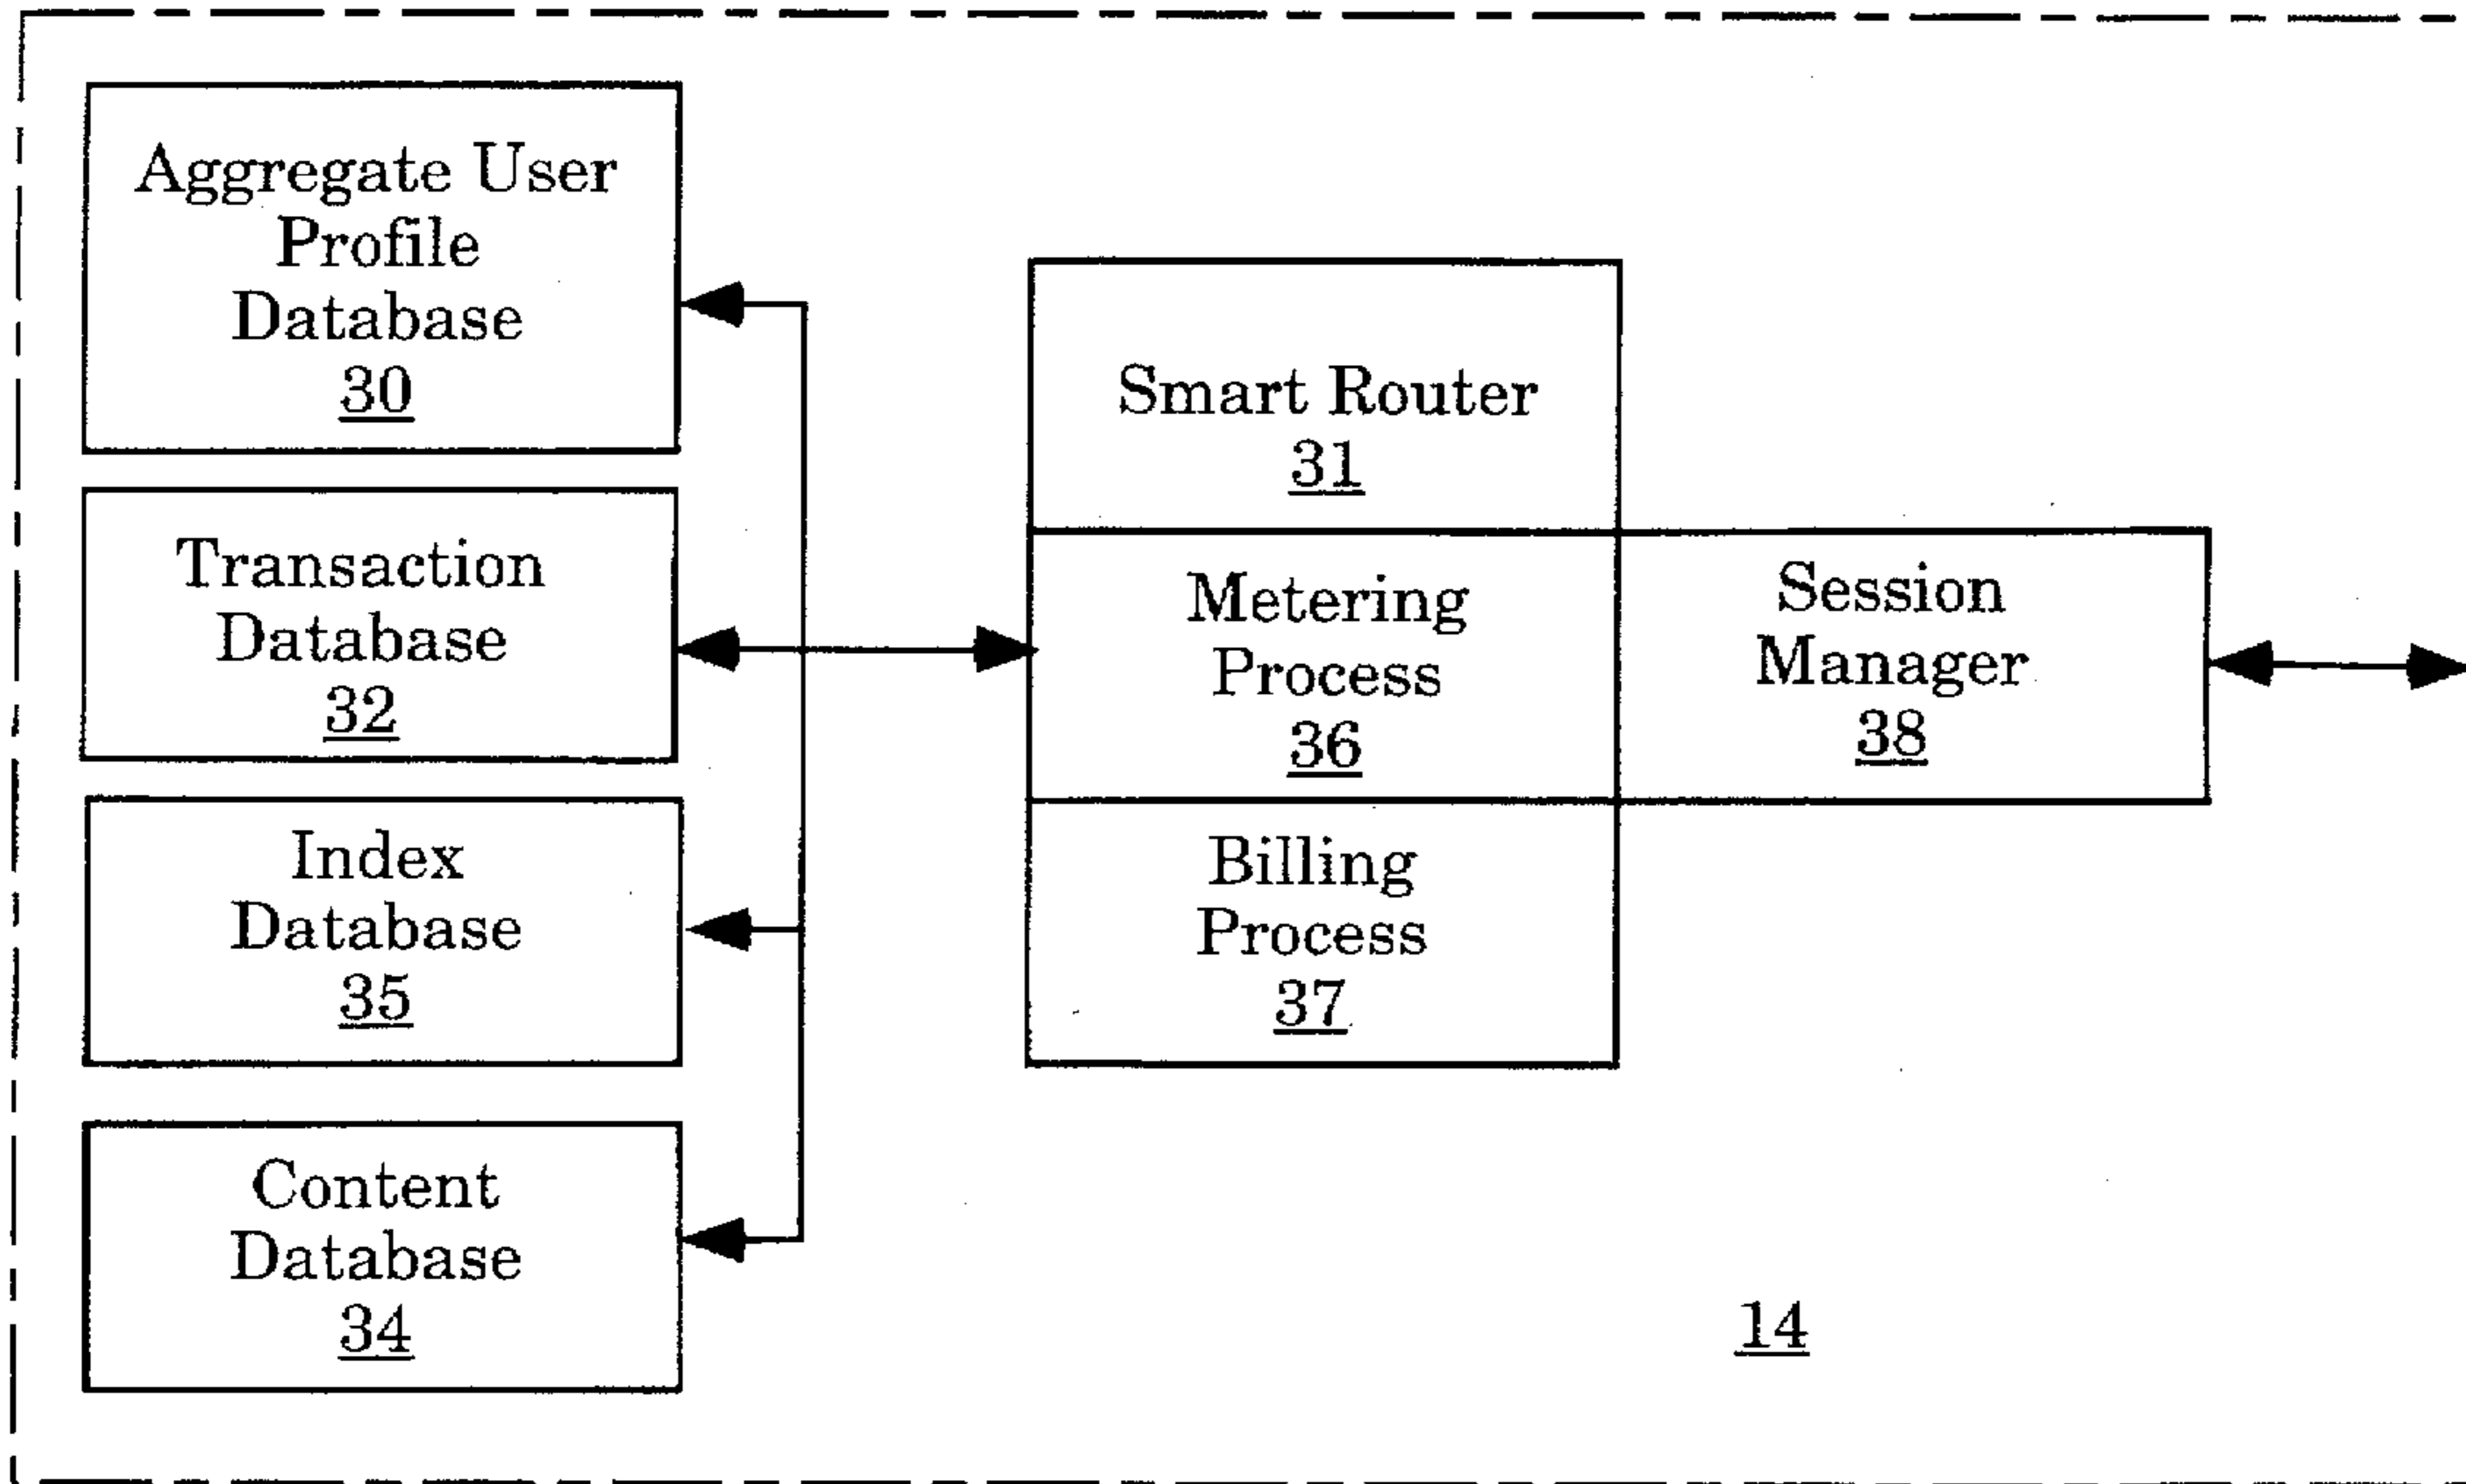 Aggregate User
Profile
Database
30
Transaction
Database
32
Index
Database
35
Content
Database
34
Smart Router
31
Metering
Process
36
Billing
Process
37
Session
Manager
38
14